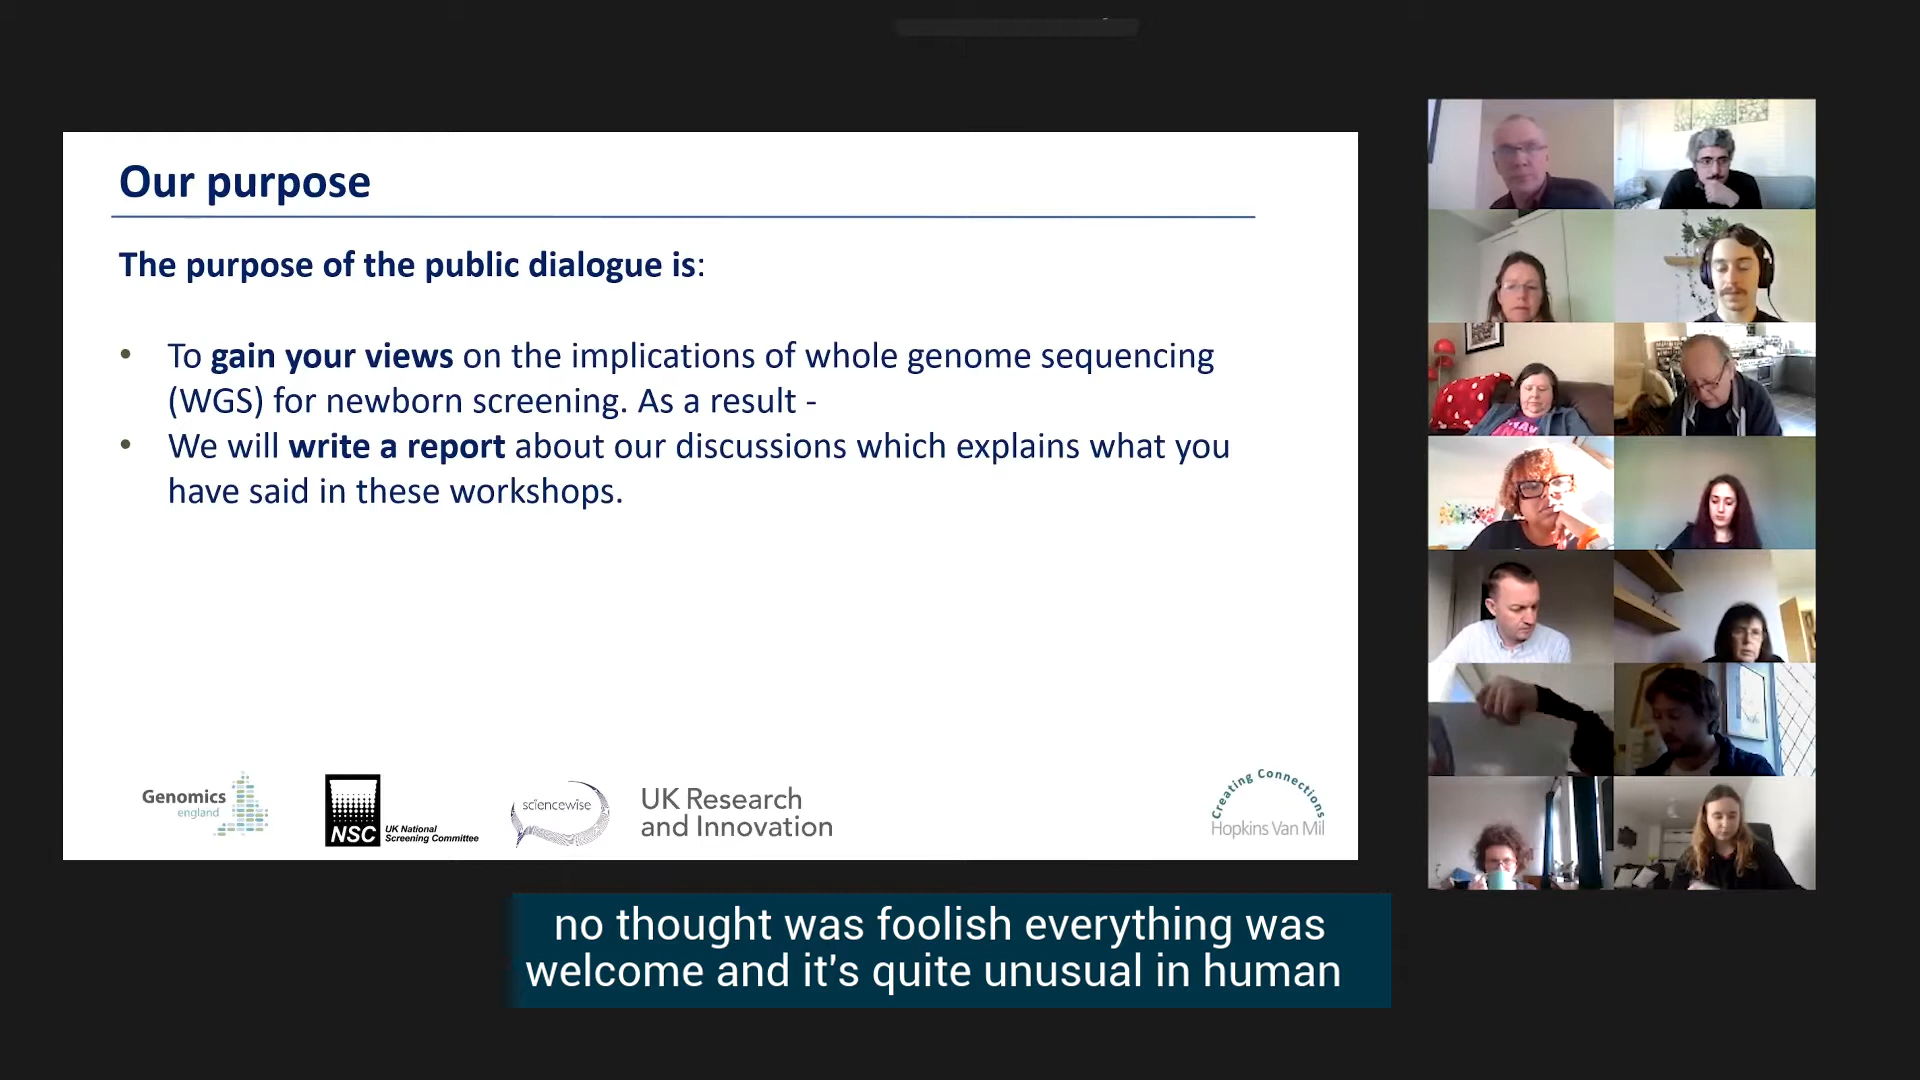 Our purpose
The purpose of the public dialogue is:
• To gain your views on the implications of whole genome sequencing
(WGS) for newborn screening. As a result -
• We will write a report about our discussions which explains what you
have said in these workshops.
Genomics
england
NSC
UK National
Screening Committee
sciencewise
UK Research
and Innovation
Creating Connections
Hopkins Van Mil
no thought was foolish everything was
welcome and it's quite unusual in human